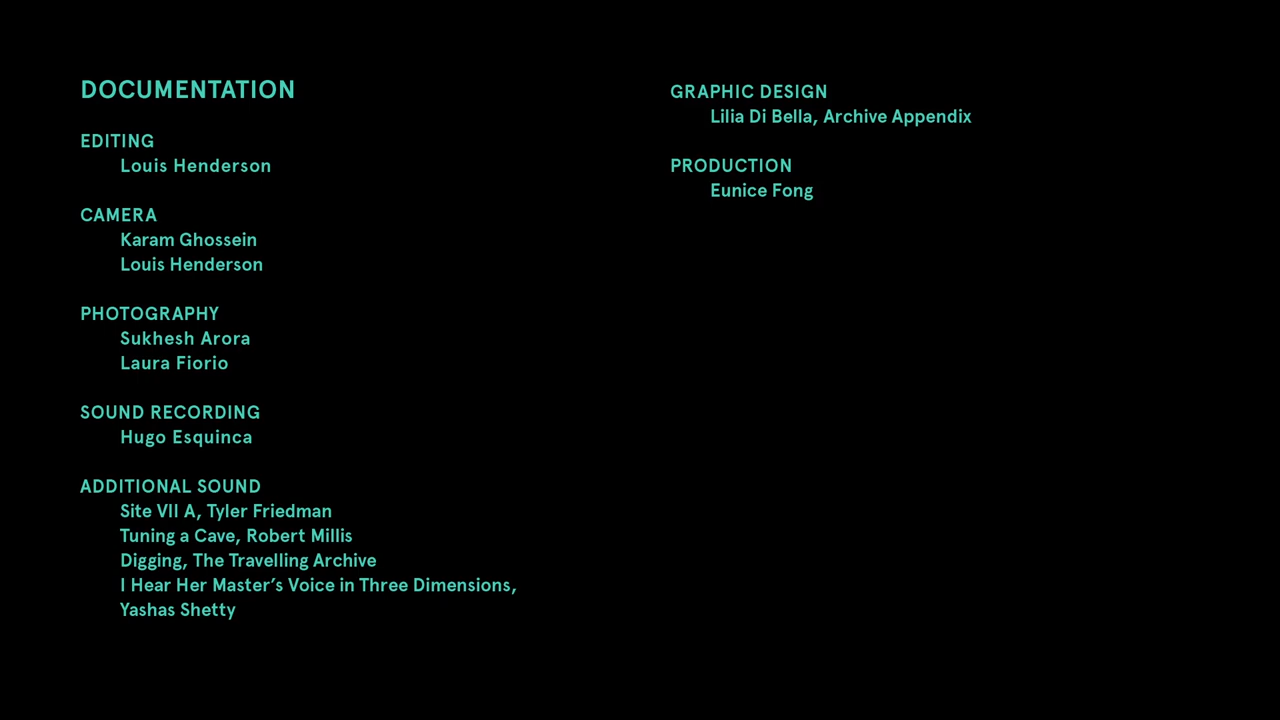 DOCUMENTATION
EDITING
Louis Henderson
CAMERA
Karam Ghossein
Louis Henderson
PHOTOGRAPHY
Sukhesh Arora
Laura Fiorio
SOUND RECORDING
Hugo Esquinca
ADDITIONAL SOUND
Site VII A, Tyler Friedman
Tuning a Cave, Robert Millis
Digging, The Travelling Archive
I Hear Her Master’s Voice in Three Dimensions,
Yashas Shetty
GRAPHIC DESIGN
Lilia Di Bella, Archive Appendix
PRODUCTION
Eunice Fong